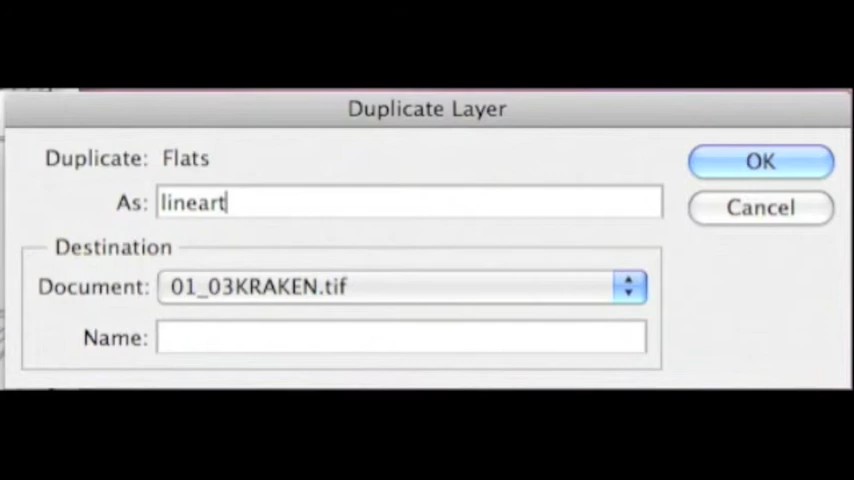 Duplicate Layer
Duplicate: Flats
OK
As: lineart
Cancel
Destination
Document: 01_03KRAKEN.tif
Name: